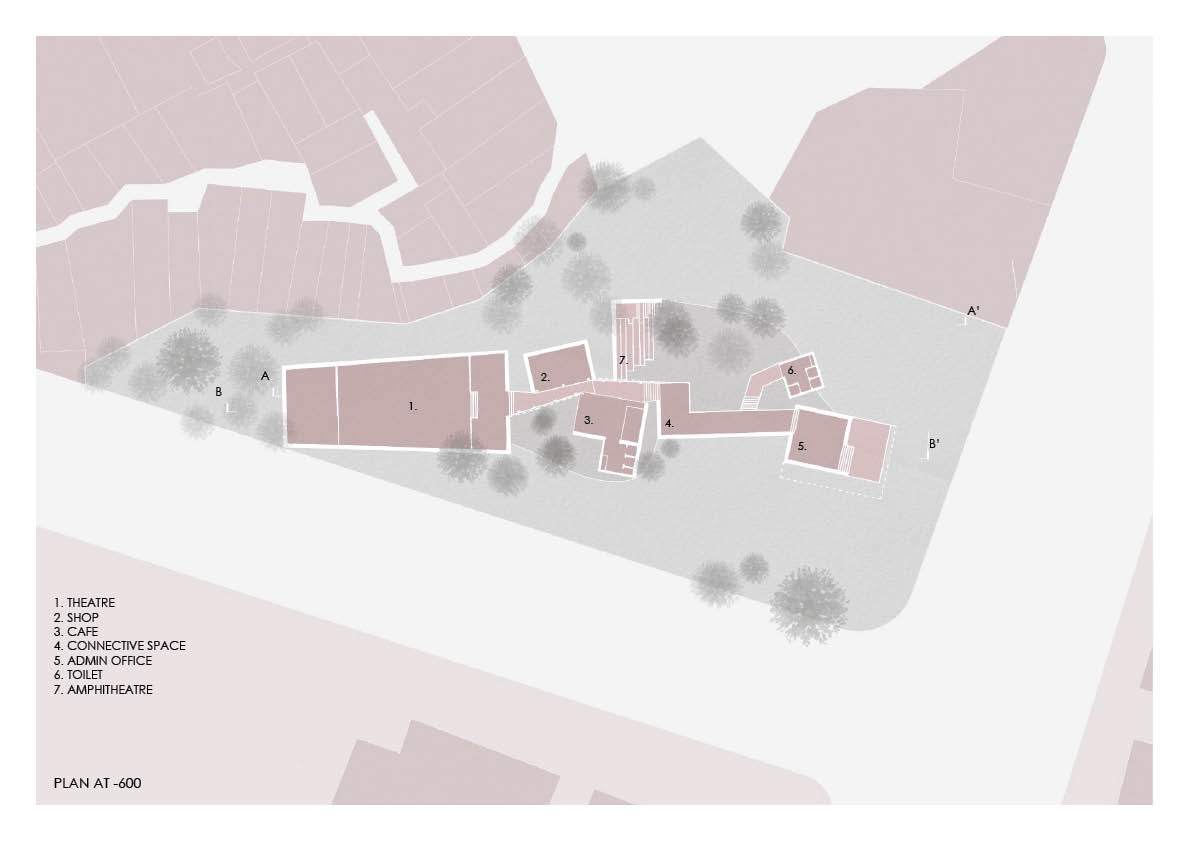 A'
7.
6.
A
2.
B
1.
3.
4.
B'
5.
1. THEATRE
2. SHOP
3. CAFE
4. CONNECTIVE SPACE
5. ADMIN OFFICE
6. TOILET
7. AMPHITHEATRE
PLAN AT -600